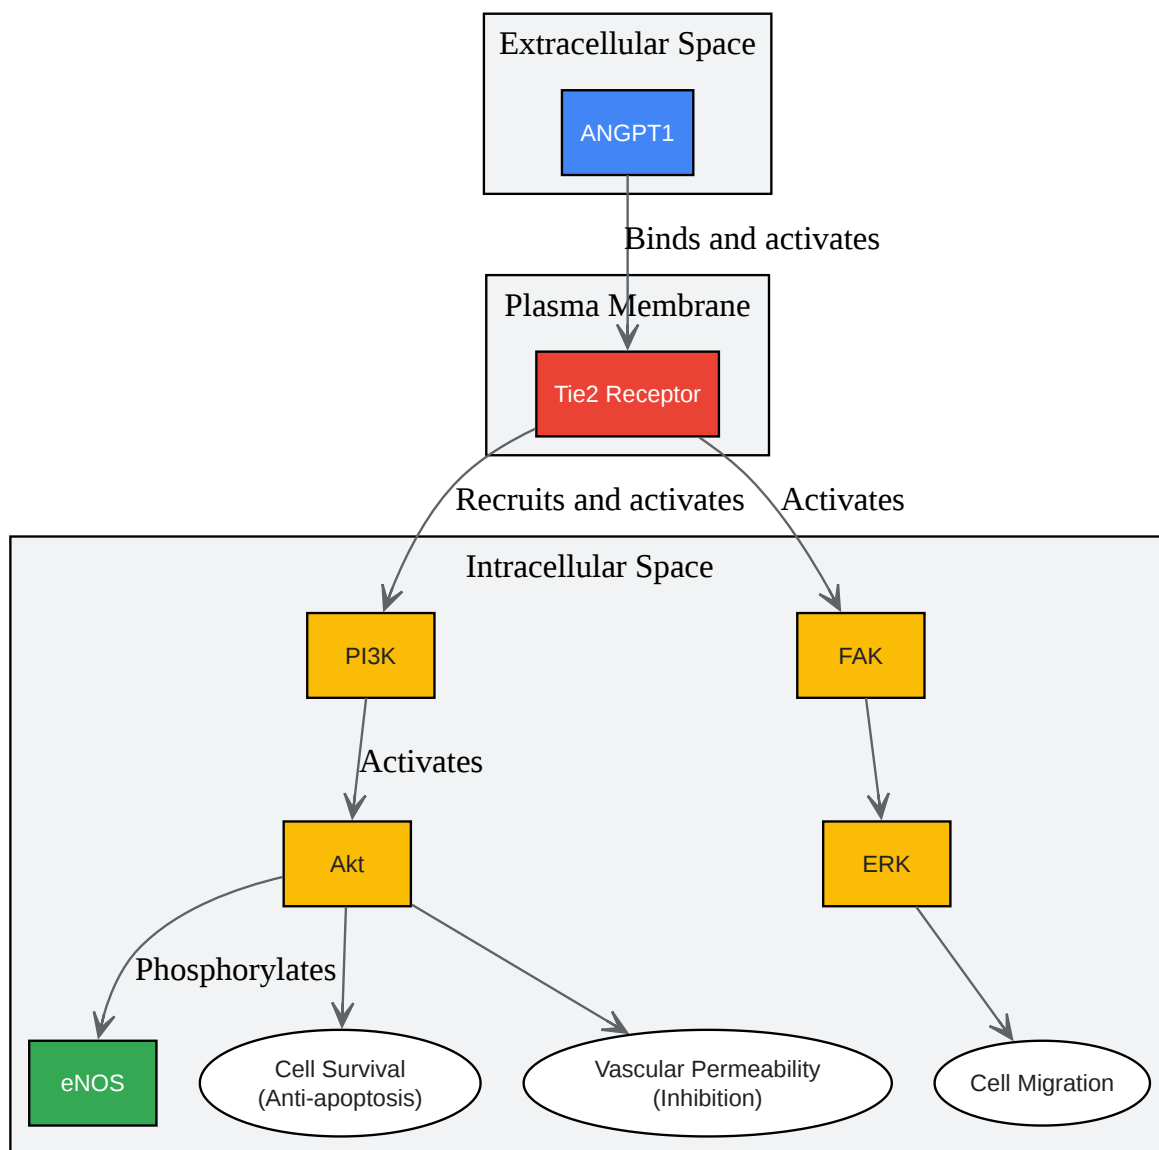 Extracellular Space
ANGPT1
Binds and activates
Plasma Membrane
Tie2 Receptor
Recruits and activates
Activates
Intracellular Space
PI3K
FAK
Activates
Akt
ERK
Phosphorylates
eNOS
Cell Survival
(Anti-apoptosis)
Vascular Permeability
(Inhibition)
Cell Migration